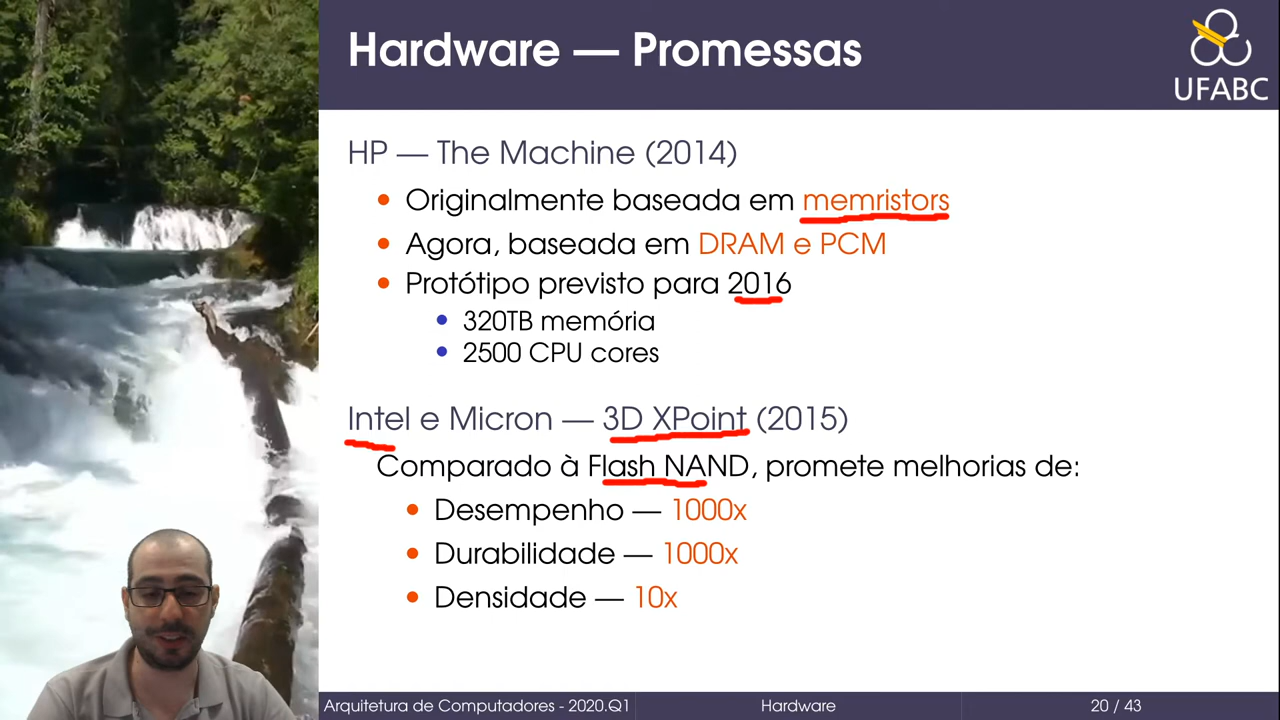 Hardware — Promessas
UFABC
HP — The Machine (2014)
Originalmente baseada em memristors
Agora, baseada em DRAM e PCM
Protótipo previsto para 2016
320TB memória
2500 CPU cores
Intel e Micron — 3D XPoint (2015)
Comparado à Flash NAND, promete melhorias de:
Desempenho — 1000x
Durabilidade — 1000x
Densidade — 10x
Arquitetura de Computadores - 2020.Q1
Hardware
20 / 43